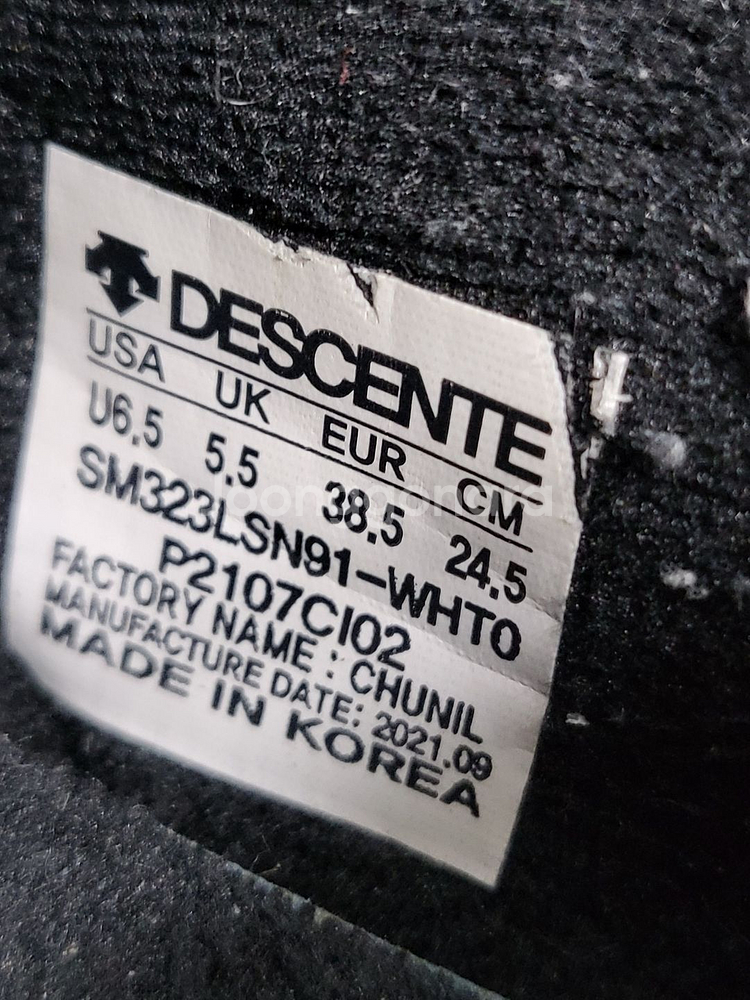 DESCENTE
USA UK EUR CM
U6.5 5.5 38.5 24.5
SM323LSN91-WHT0
P2107CI02
FACTORY NAME : CHUNIL
MANUFACTURE DATE: 2021.09
MADE IN KOREA